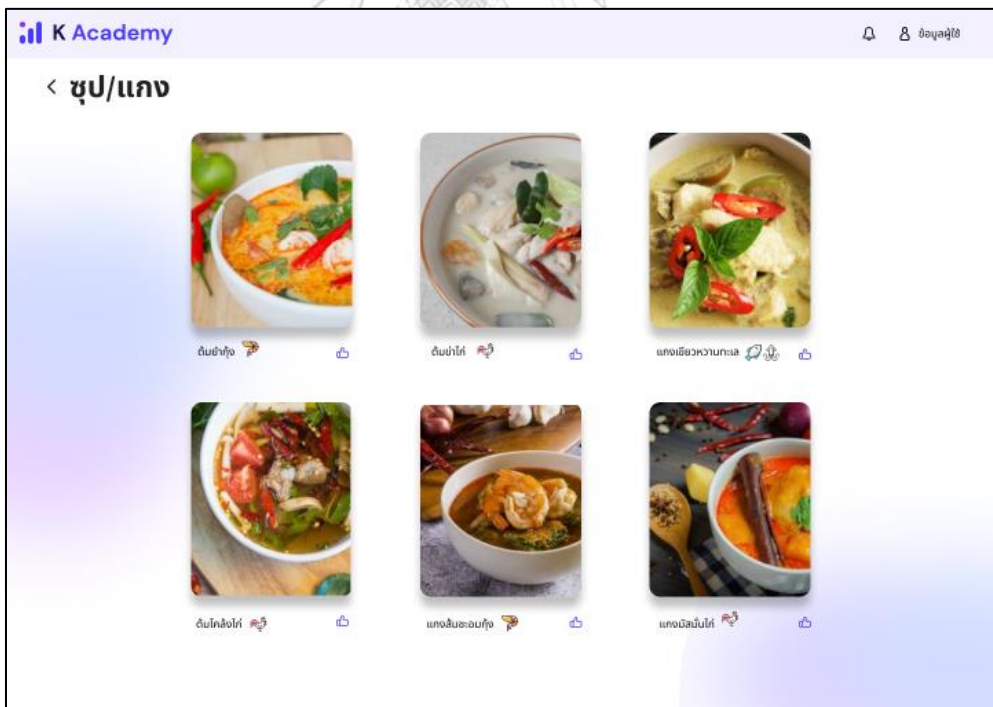 K Academy
ข้อมูลผู้ใช้
< ซุป/แกง
ต้มยำกุ้ง
ต้มข่าไก่
แกงเขียวหวานทะเล
ต้มโคล้งไก่
แกงส้มชะอมกุ้ง
แกงมัสมั่นไก่